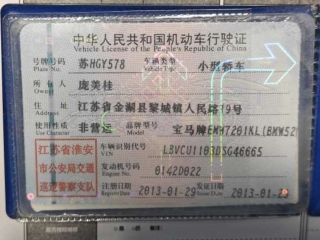 中华人民共和国机动车行驶证
Vehicle License of the People's Republic of China
号牌号码 苏HGY578 车辆类型 小型轿车
Plate No. Vehicle Type
所有人 庞美桂
Owner
住址 江苏省金湖县黎城镇人民路79号
Address
使用性质 非营运 品牌型号 宝马牌BMW7201KL(BMW52
Use Character Model
江苏省淮安
市公安局交通
巡逻警察支队
车辆识别代号 LBVCU1103DSG46665
VIN
发动机号码 B142D822
Engine No.
注册日期 2013-01-29 发证日期 2013-01-29
Register Date Issue Date